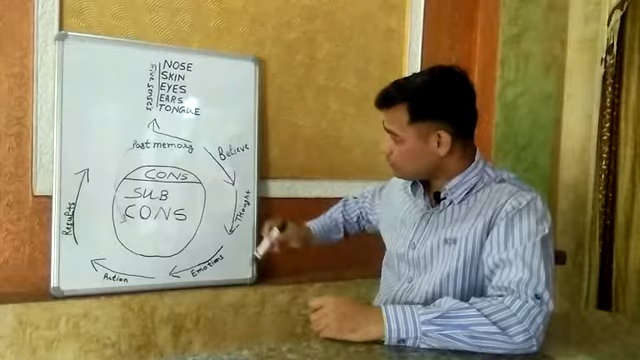 NOSE
SKIN
EYES
EARS
TONGUE
FIVE SENSES
Past memory
Believe
Thought
Emotions
Action
Results
CONS
SUB
CONS